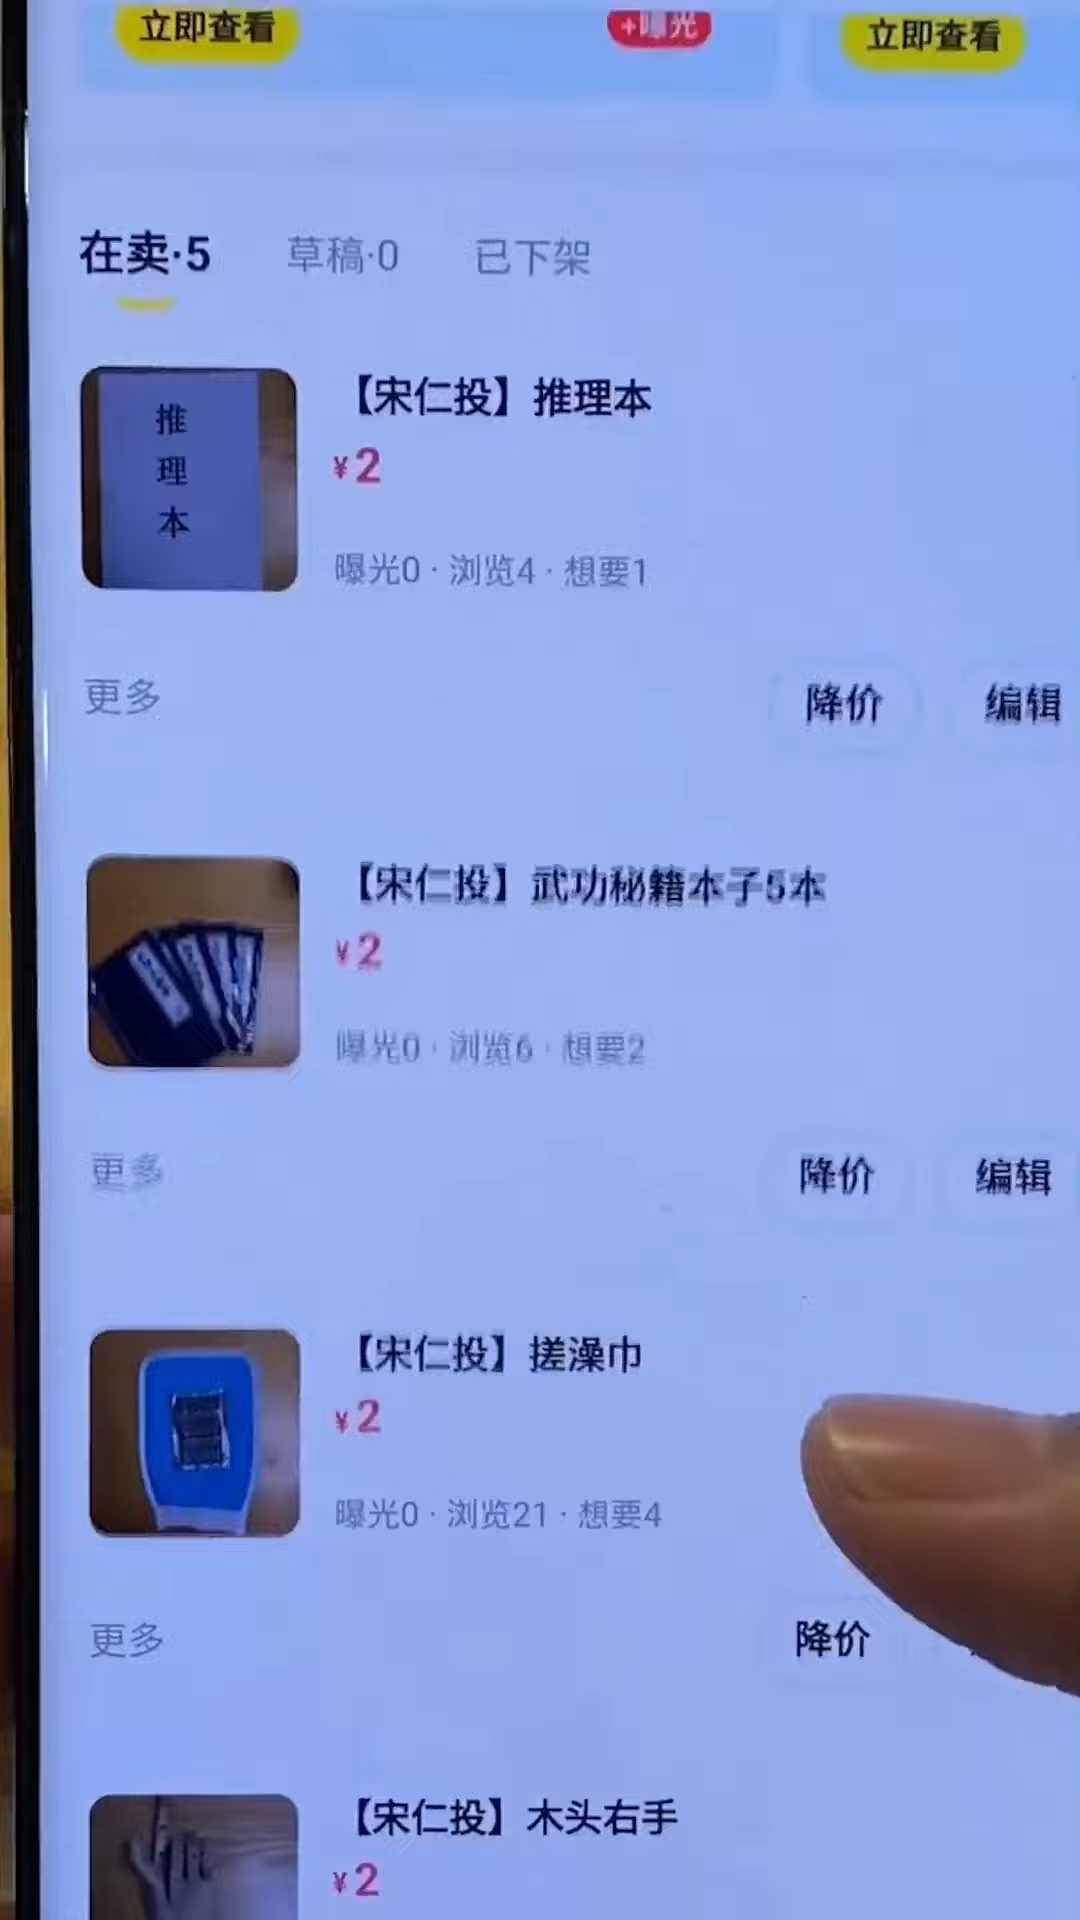 立即查看
+曝光
立即查看
在卖·5
草稿·0
已下架
推
理
本
【宋仁投】推理本
¥2
曝光0·浏览4·想要1
更多
降价
编辑
【宋仁投】武功秘籍本子5本
¥2
曝光0·浏览6·想要2
更多
降价
编辑
【宋仁投】搓澡巾
¥2
曝光0·浏览21·想要4
更多
降价
【宋仁投】木头右手
¥2